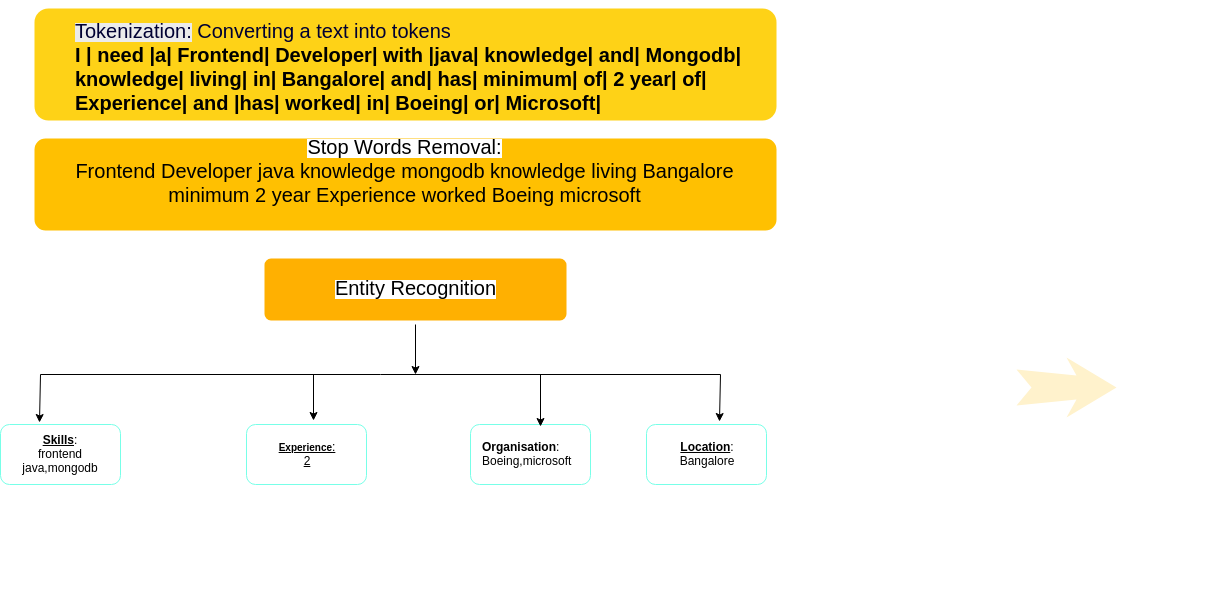 Tokenization: Converting a text into tokens
I | need |a| Frontend| Developer| with |java| knowledge| and| Mongodb|
knowledge| living| in| Bangalore| and| has| minimum| of| 2 year| of|
Experience| and |has| worked| in| Boeing| or| Microsoft|
Stop Words Removal:
Frontend Developer java knowledge mongodb knowledge living Bangalore
minimum 2 year Experience worked Boeing microsoft
Entity Recognition
Skills:
frontend
java,mongodb
Experience:
2
Organisation:
Boeing,microsoft
Location:
Bangalore